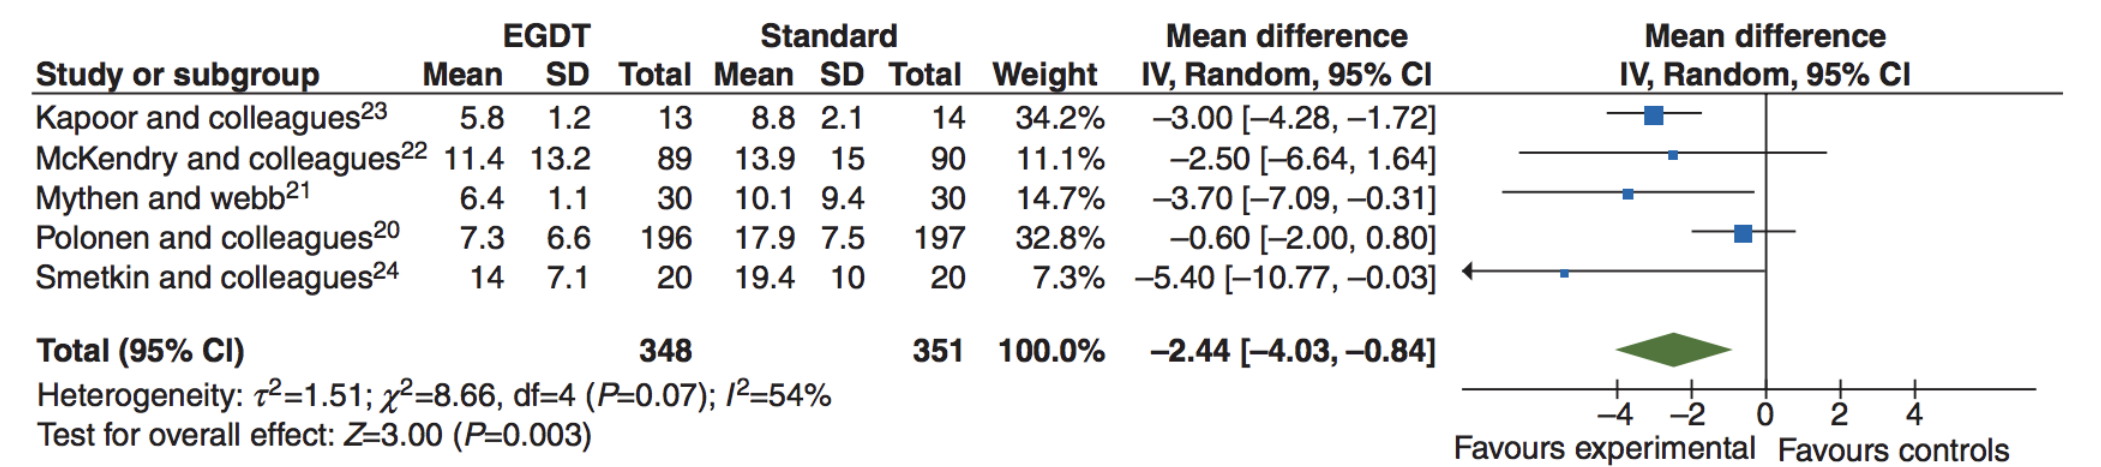 EGDT Standard Mean difference Mean difference
Study or subgroup Mean SD Total Mean SD Total Weight IV, Random, 95% CI IV, Random, 95% CI
Kapoor and colleagues23 5.8 1.2 13 8.8 2.1 14 34.2% –3.00 [–4.28, –1.72]
McKendry and colleagues22 11.4 13.2 89 13.9 15 90 11.1% –2.50 [–6.64, 1.64]
Mythen and webb21 6.4 1.1 30 10.1 9.4 30 14.7% –3.70 [–7.09, –0.31]
Polonen and colleagues20 7.3 6.6 196 17.9 7.5 197 32.8% –0.60 [–2.00, 0.80]
Smetkin and colleagues24 14 7.1 20 19.4 10 20 7.3% –5.40 [–10.77, –0.03]
Total (95% CI) 348 351 100.0% –2.44 [–4.03, –0.84]
Heterogeneity: τ2=1.51; χ2=8.66, df=4 (P=0.07); I2=54%
Test for overall effect: Z=3.00 (P=0.003)
–4 –2 0 2 4
Favours experimental Favours controls